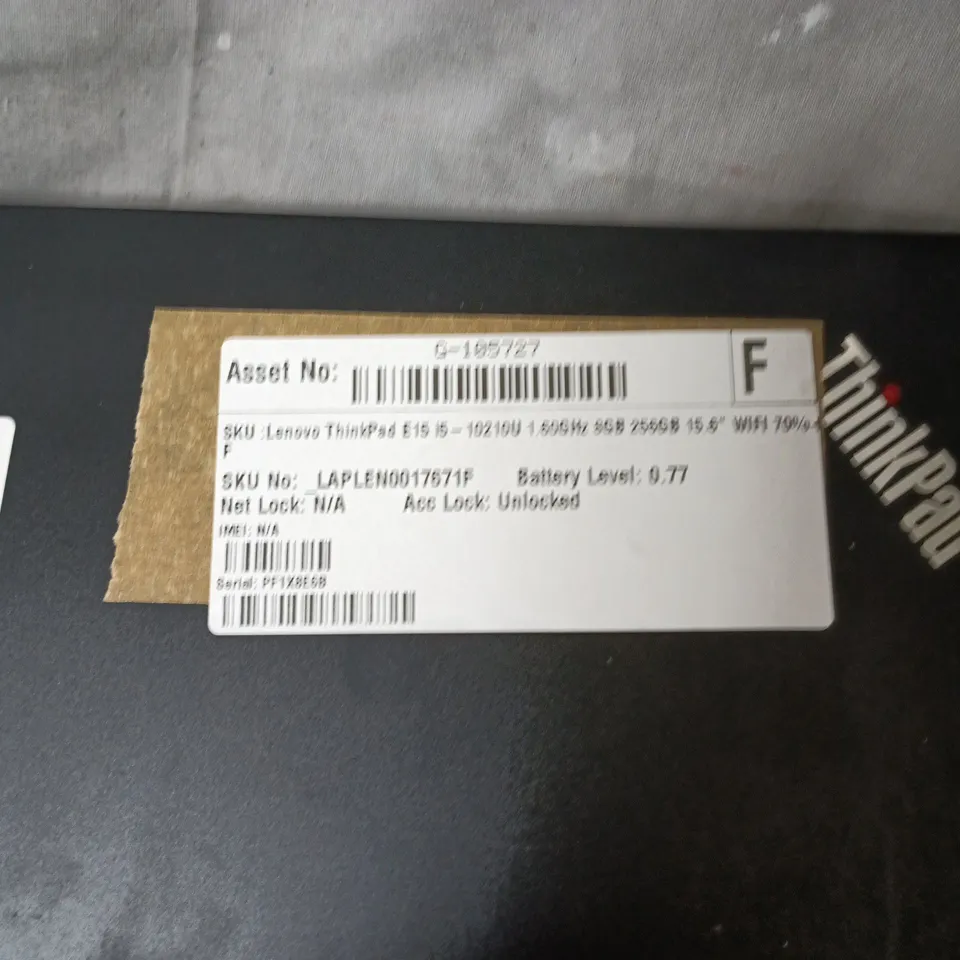 G-105727
Asset No:
F
SKU :Lenovo ThinkPad E15 i5-10210U 1.60GHz 8GB 256GB 15.6" WIFI 70%+
F
SKU No: _LAPLEN0017671F Battery Level: 0.77
Net Lock: N/A Acc Lock: Unlocked
IMEI: N/A
Serial: PF1X8E6B
ThinkPad